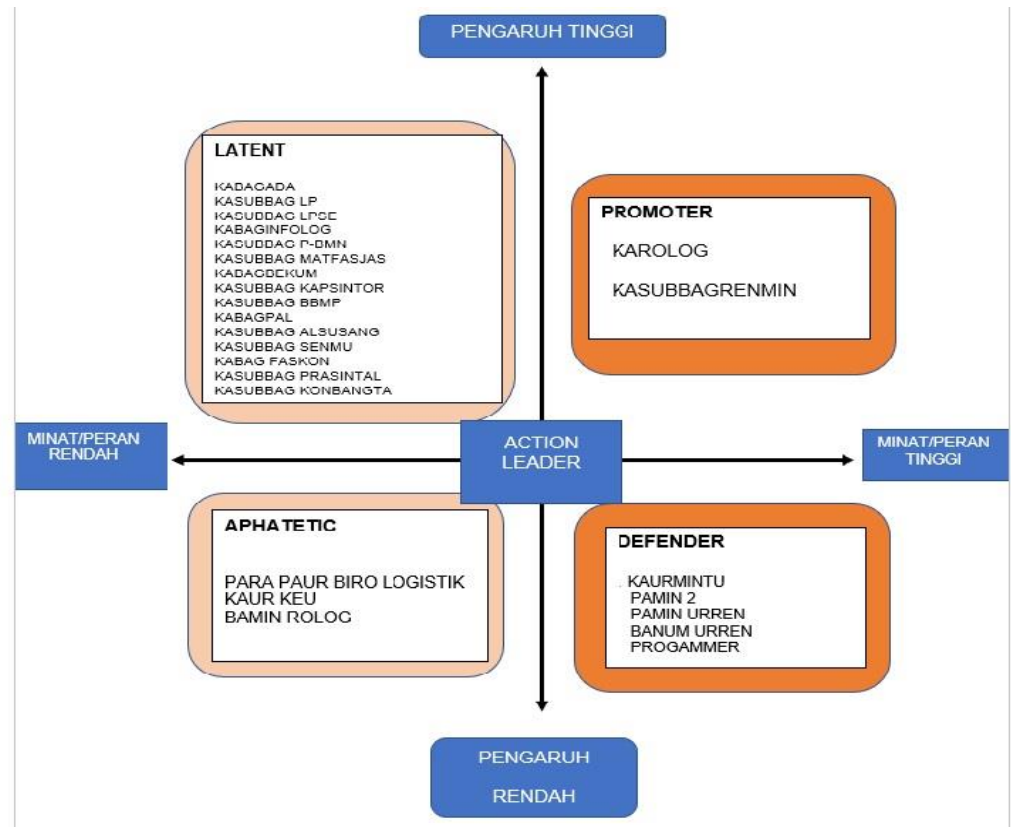 PENGARUH TINGGI
LATENT
KABAGADA
KASUBBAG LP
KASUBBAG LPSE
KABAGINFOLOG
KASUBBAG P-BMN
KASUBBAG MATFASJAS
KABAGBEKUM
KASUBBAG KAPSINTOR
KASUBBAG BBMP
KABAGPAL
KASUBBAG ALSUSANG
KASUBBAG SENMU
KABAG FASKON
KASUBBAG PRASINTAL
KASUBBAG KONBANGTA
PROMOTER
KAROLOG
KASUBBAGRENMIN
MINAT/PERAN
RENDAH
ACTION
LEADER
MINAT/PERAN
TINGGI
APHATETIC
PARA PAUR BIRO LOGISTIK
KAUR KEU
BAMIN ROLOG
DEFENDER
. KAURMINTU
PAMIN 2
PAMIN URREN
BANUM URREN
PROGAMMER
PENGARUH
RENDAH